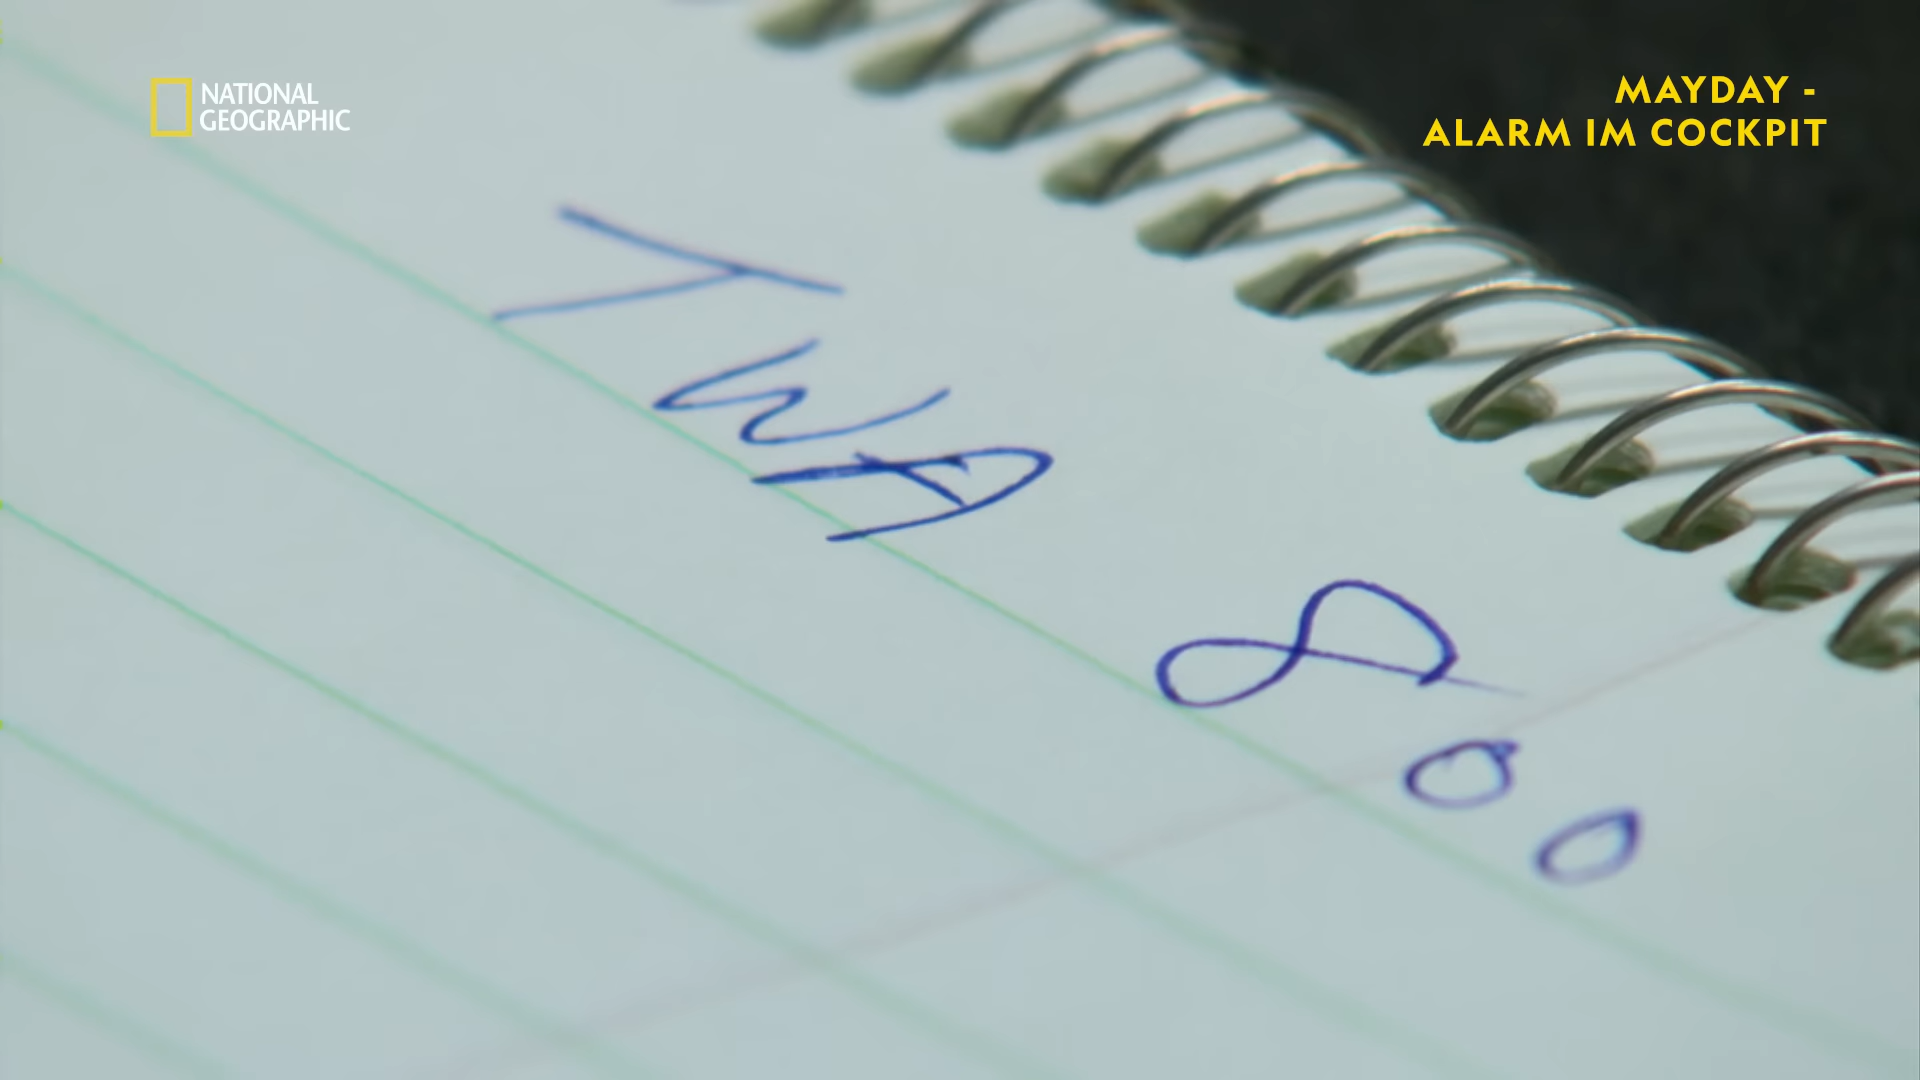 NATIONAL
GEOGRAPHIC
MAYDAY -
ALARM IM COCKPIT
TWA 800